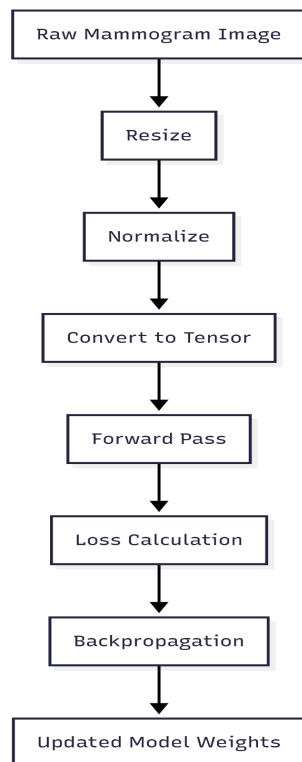 Raw Mammogram Image
Resize
Normalize
Convert to Tensor
Forward Pass
Loss Calculation
Backpropagation
Updated Model Weights